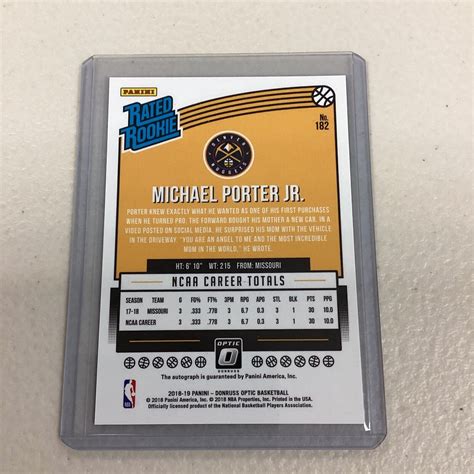 PANINI
RATED
ROOKIE
No.
182
DENVER
NUGGETS
MICHAEL PORTER JR.
PORTER KNEW EXACTLY WHAT HE WANTED AS ONE OF HIS FIRST PURCHASES
WHEN HE TURNED PRO. THE FORWARD BOUGHT HIS MOTHER A NEW CAR. IN A
VIDEO POSTED ON SOCIAL MEDIA, HE SURPRISED HIS MOM WITH THE VEHICLE
IN THE DRIVEWAY. "YOU ARE AN ANGEL TO ME AND THE MOST INCREDIBLE
MOM IN THE WORLD," HE WROTE.
HT: 6' 10" WT: 215 FROM: MISSOURI
NCAA CAREER TOTALS
SEASON TEAM G FG% FT% 3PM RPG APG STL BLK PTS PPG
17-18 MISSOURI 3 .333 .778 3 6.7 0.3 3 1 30 10.0
NCAA CAREER 3 .333 .778 3 6.7 0.3 3 1 30 10.0
OPTIC
DONRUSS
The autograph is guaranteed by Panini America, Inc.
NBA
2018-19 PANINI – DONRUSS OPTIC BASKETBALL
© 2018 Panini America, Inc. © 2018 NBA Properties, Inc. Printed in the USA.
Officially licensed product of the National Basketball Players Association.